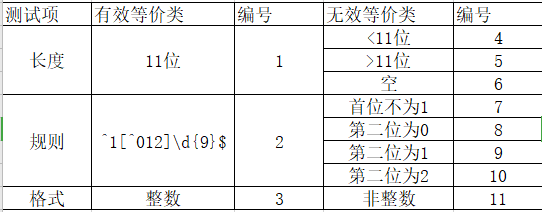 测试项 有效等价类 编号 无效等价类 编号
长度 11位 1 <11位 4
>11位 5
空 6
规则 ^1[^012]\d{9}$ 2 首位不为1 7
第二位为0 8
第二位为1 9
第二位为2 10
格式 整数 3 非整数 11